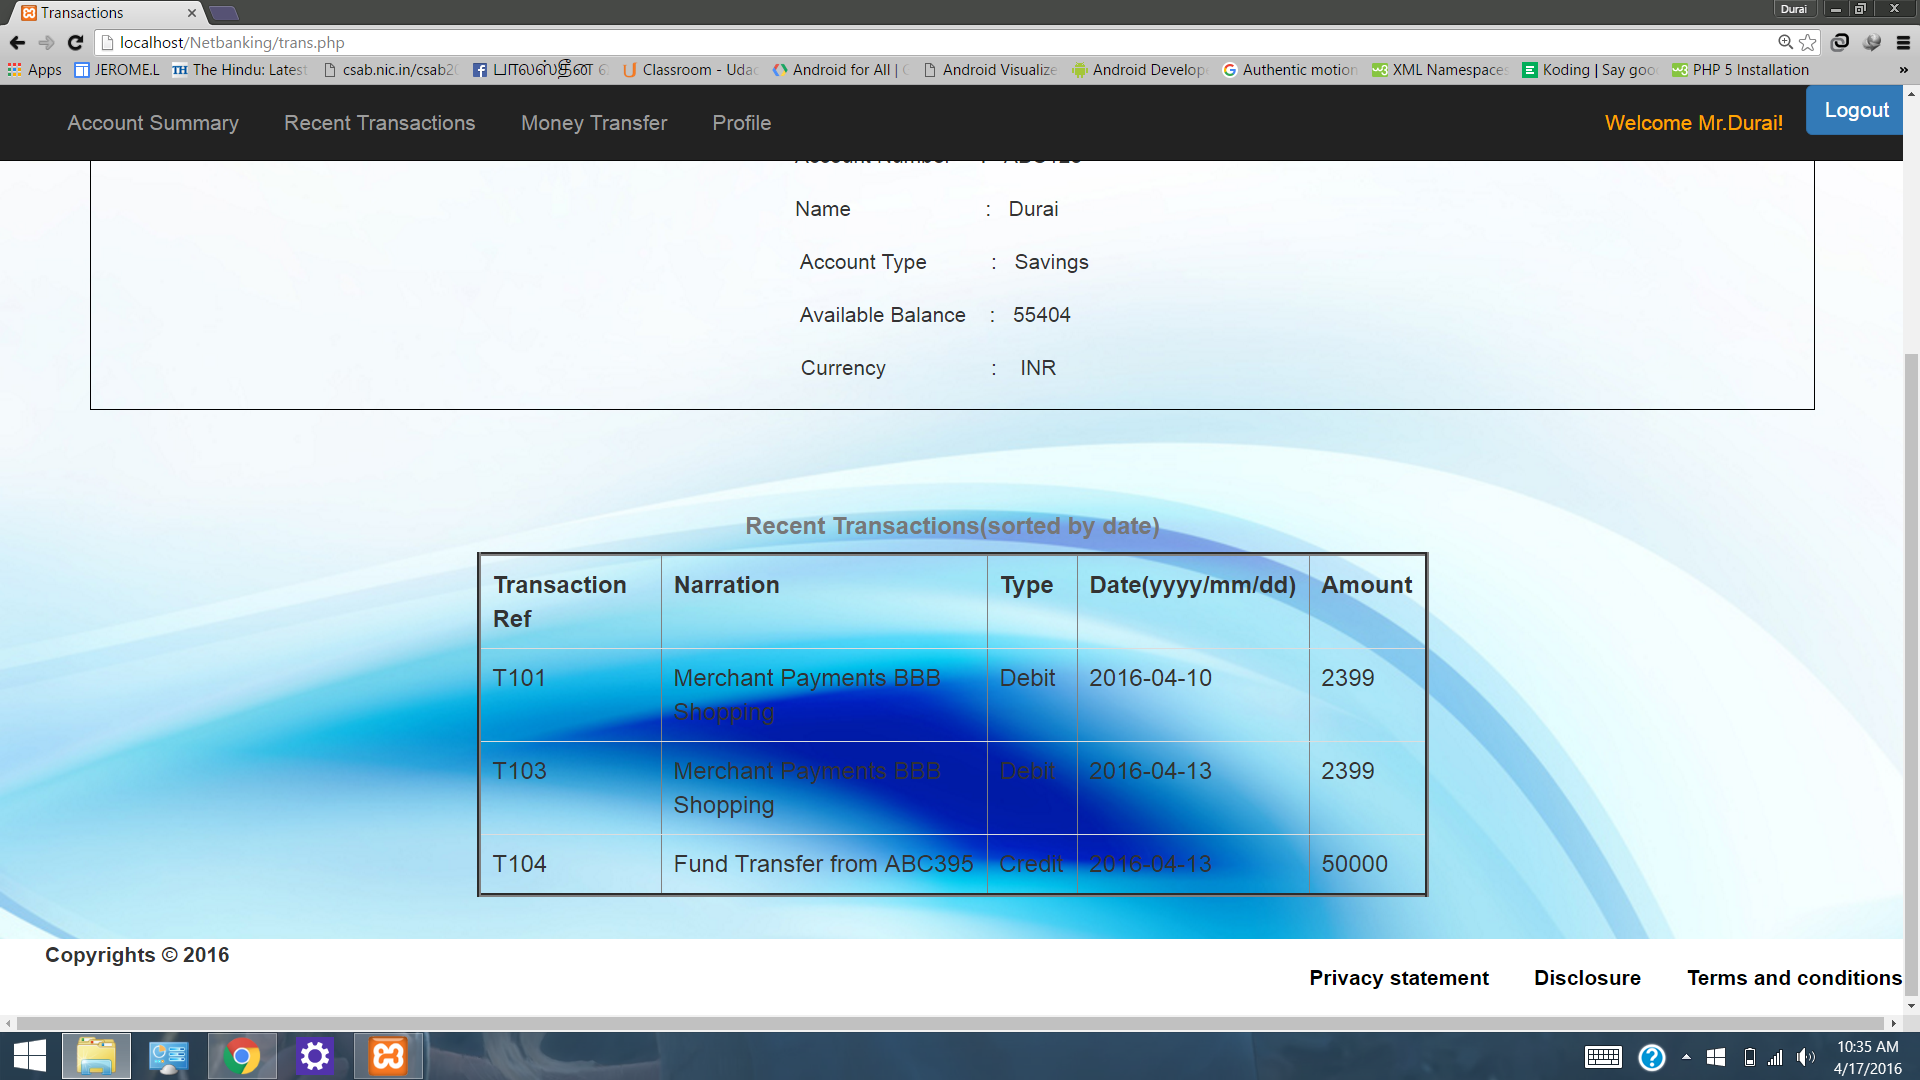 Transactions
Durai
localhost/Netbanking/trans.php
Apps JEROME.L The Hindu: Latest csab.nic.in/csab20 Classroom - Udac Android for All | Android Visualize Android Develop Authentic motion XML Namespaces Koding | Say goo PHP 5 Installation »
Account Summary Recent Transactions Money Transfer Profile Welcome Mr.Durai! Logout
Name : Durai
Account Type : Savings
Available Balance : 55404
Currency : INR
Recent Transactions(sorted by date)
Transaction Ref Narration Type Date(yyyy/mm/dd) Amount
T101 Merchant Payments BBB Debit 2016-04-10 2399
Shopping
T103 Merchant Payments BBB Debit 2016-04-13 2399
Shopping
T104 Fund Transfer from ABC395 Credit 2016-04-13 50000
Copyrights © 2016
Privacy statement Disclosure Terms and conditions
10:35 AM
4/17/2016